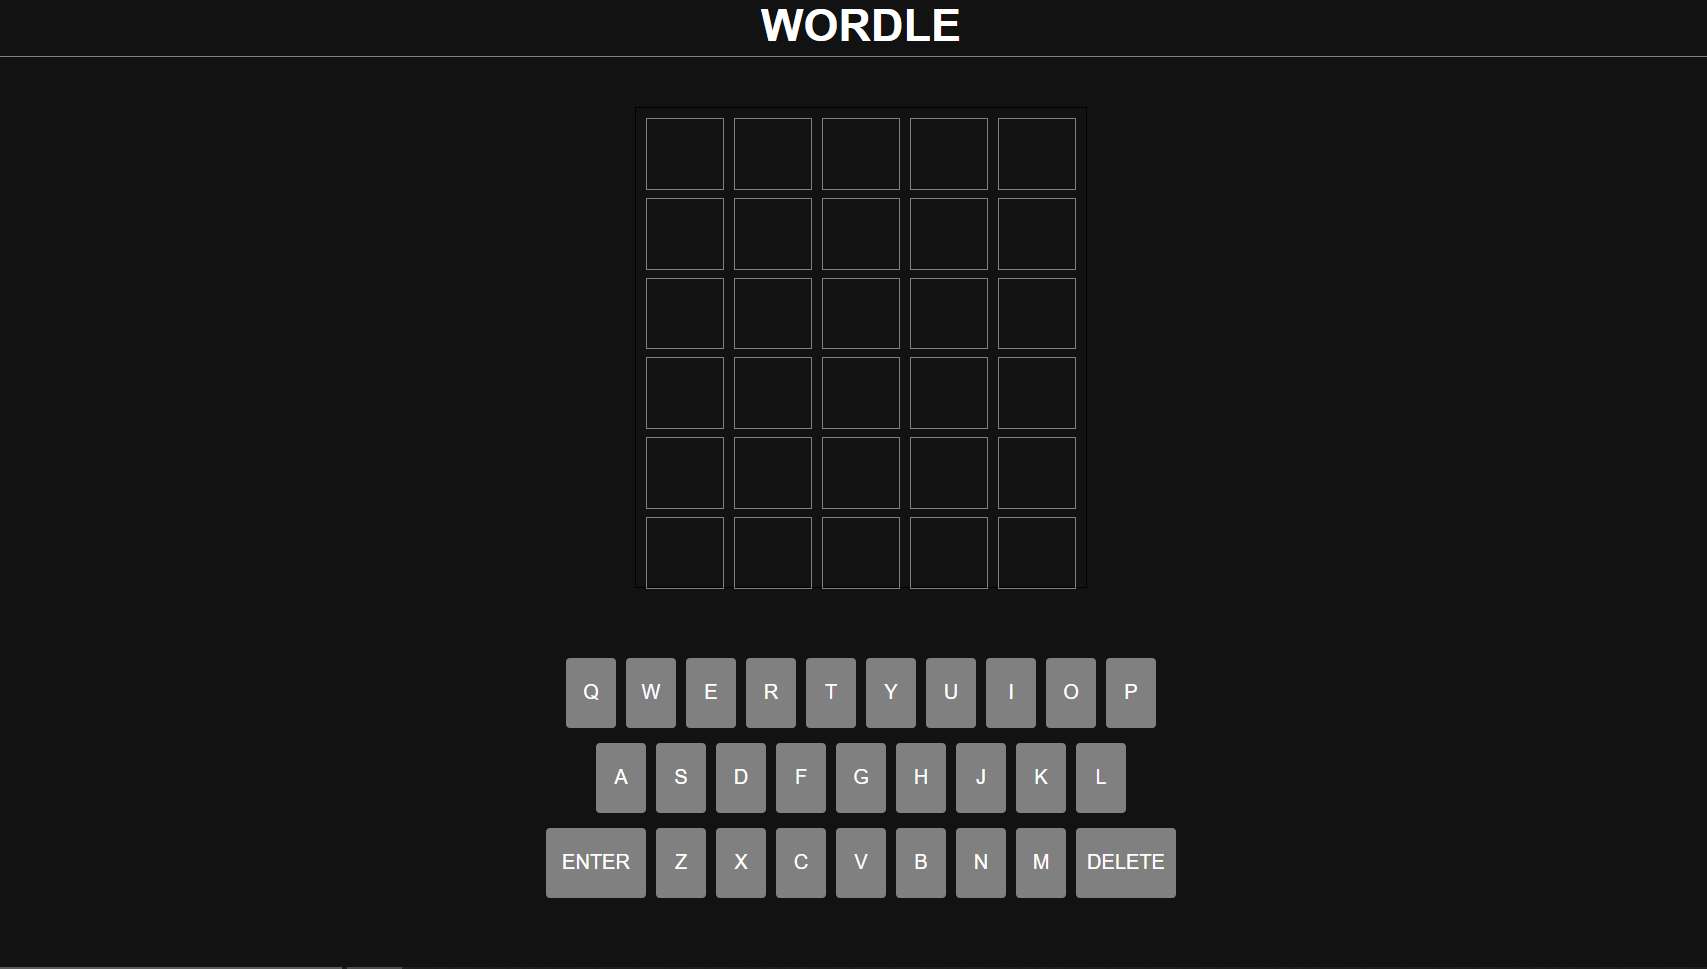 WORDLE
Q W E R T Y U I O P
A S D F G H J K L
ENTER Z X C V B N M DELETE